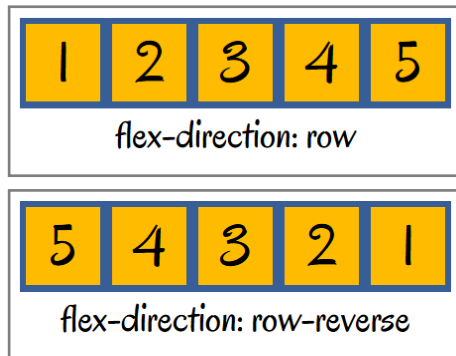 1 2 3 4 5
flex-direction: row
5 4 3 2 1
flex-direction: row-reverse